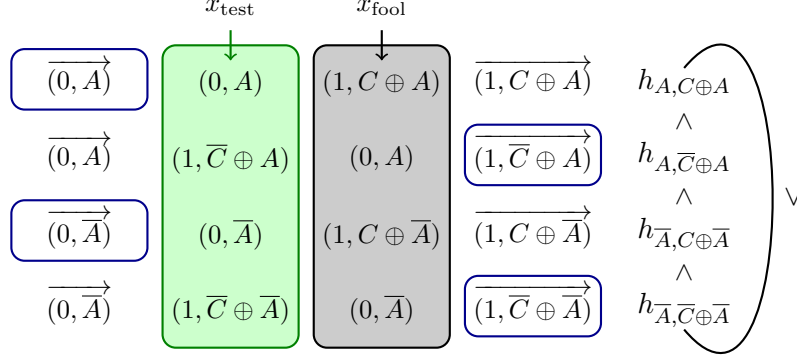 x_test x_fool
(0, A)⃗ (0, A) (1, C ⊕ A) (1, C ⊕ A)⃗ h_{A,C⊕A}
∧
(0, A)⃗ (1, C̅ ⊕ A) (0, A) (1, C̅ ⊕ A)⃗ h_{A,C̅⊕A}
∧ ∨
(0, A̅)⃗ (0, A̅) (1, C ⊕ A̅) (1, C ⊕ A̅)⃗ h_{A̅,C⊕A̅}
∧
(0, A̅)⃗ (1, C̅ ⊕ A̅) (0, A̅) (1, C̅ ⊕ A̅)⃗ h_{A̅,C̅⊕A̅}